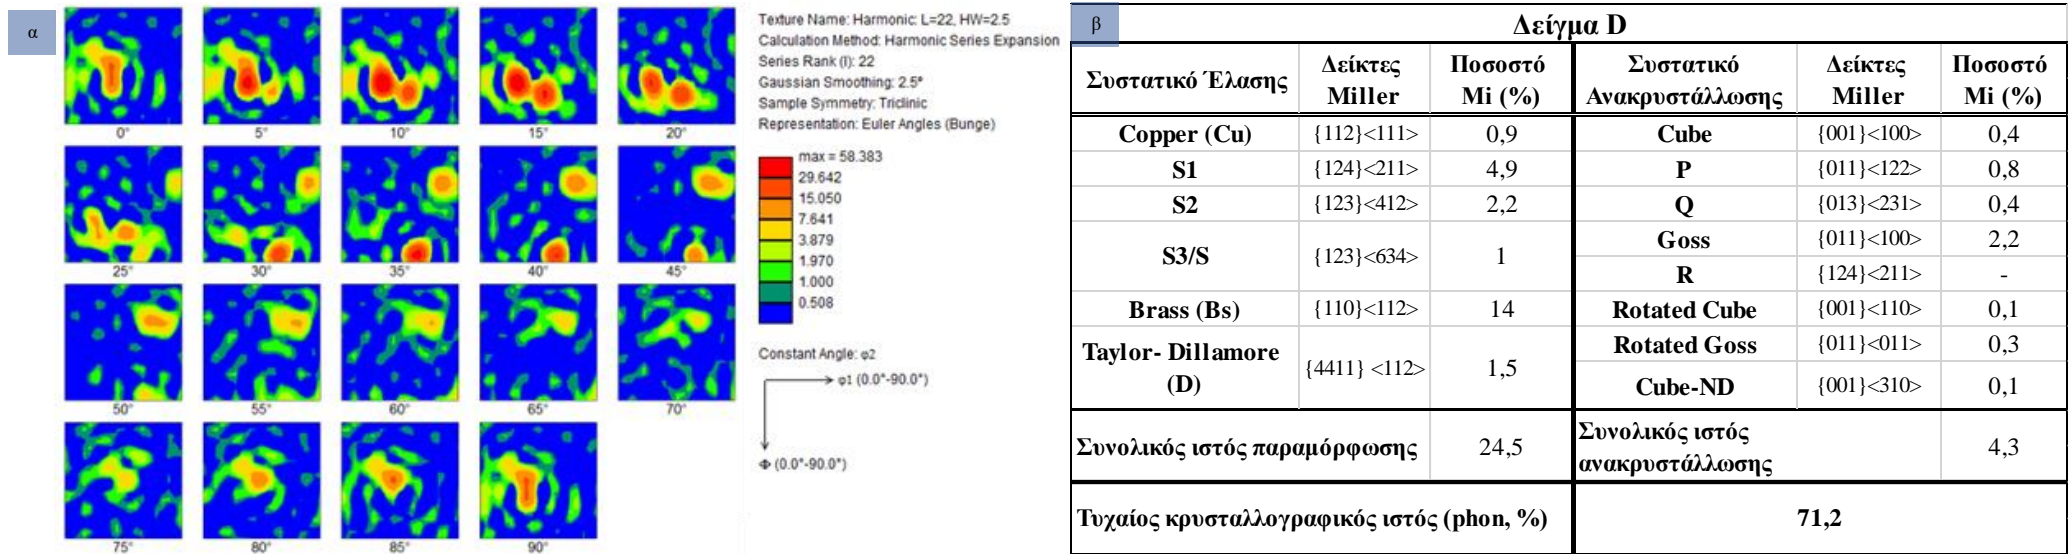 α
0°
5°
10°
15°
20°
25°
30°
35°
40°
45°
50°
55°
60°
65°
70°
75°
80°
85°
90°
Texture Name: Harmonic: L=22, HW=2.5
Calculation Method: Harmonic Series Expansion
Series Rank (l): 22
Gaussian Smoothing: 2.5°
Sample Symmetry: Triclinic
Representation: Euler Angles (Bunge)
max = 58.383
29.642
15.050
7.641
3.879
1.970
1.000
0.508
Constant Angle: φ2
φ1 (0.0°-90.0°)
Φ (0.0°-90.0°)
β
Δείγμα D
Συστατικό Έλασης Δείκτες Miller Ποσοστό Mi (%) Συστατικό Ανακρυστάλλωσης Δείκτες Miller Ποσοστό Mi (%)
Copper (Cu) {112}<111> 0,9 Cube {001}<100> 0,4
S1 {124}<211> 4,9 P {011}<122> 0,8
S2 {123}<412> 2,2 Q {013}<231> 0,4
S3/S {123}<634> 1 Goss {011}<100> 2,2
R {124}<211> -
Brass (Bs) {110}<112> 14 Rotated Cube {001}<110> 0,1
Taylor- Dillamore (D) {4411} <112> 1,5 Rotated Goss {011}<011> 0,3
Cube-ND {001}<310> 0,1
Συνολικός ιστός παραμόρφωσης 24,5 Συνολικός ιστός ανακρυστάλλωσης 4,3
Τυχαίος κρυσταλλογραφικός ιστός (phon, %) 71,2